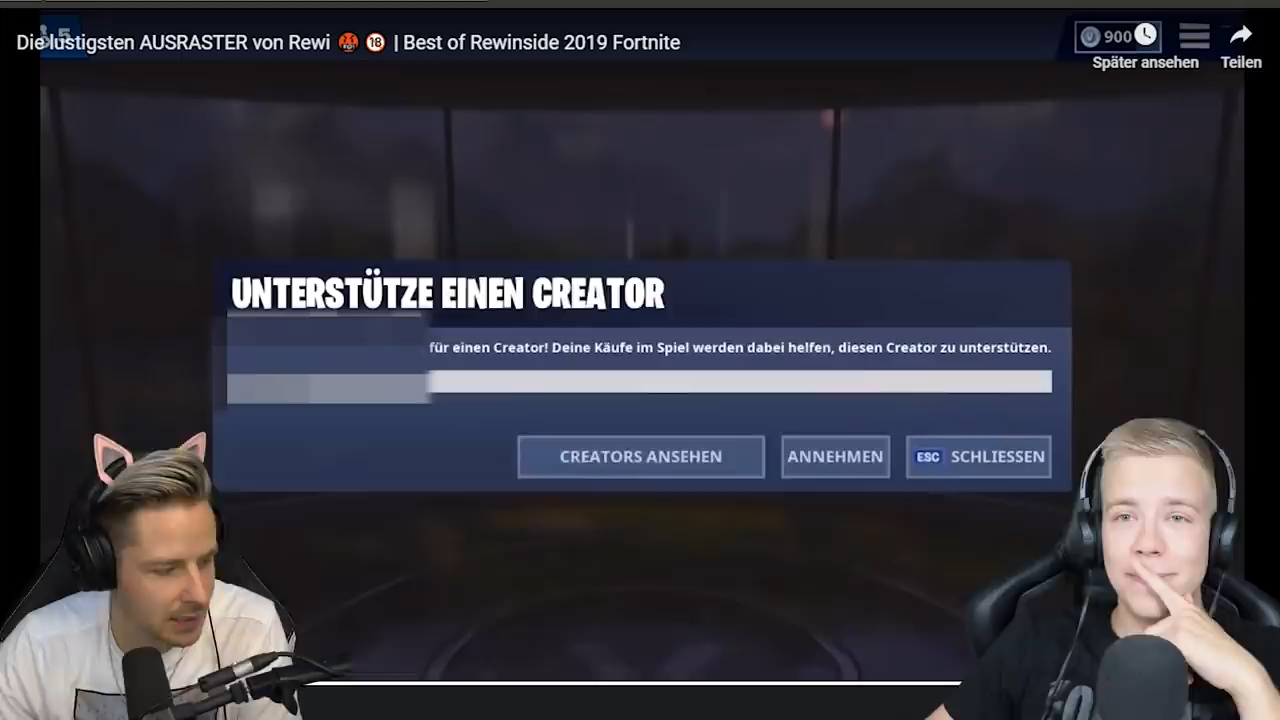 Die lustigsten AUSRASTER von Rewi 🤬 🔞 | Best of Rewinside 2019 Fortnite
900
Später ansehen
Teilen
UNTERSTÜTZE EINEN CREATOR
für einen Creator! Deine Käufe im Spiel werden dabei helfen, diesen Creator zu unterstützen.
CREATORS ANSEHEN
ANNEHMEN
ESC SCHLIESSEN